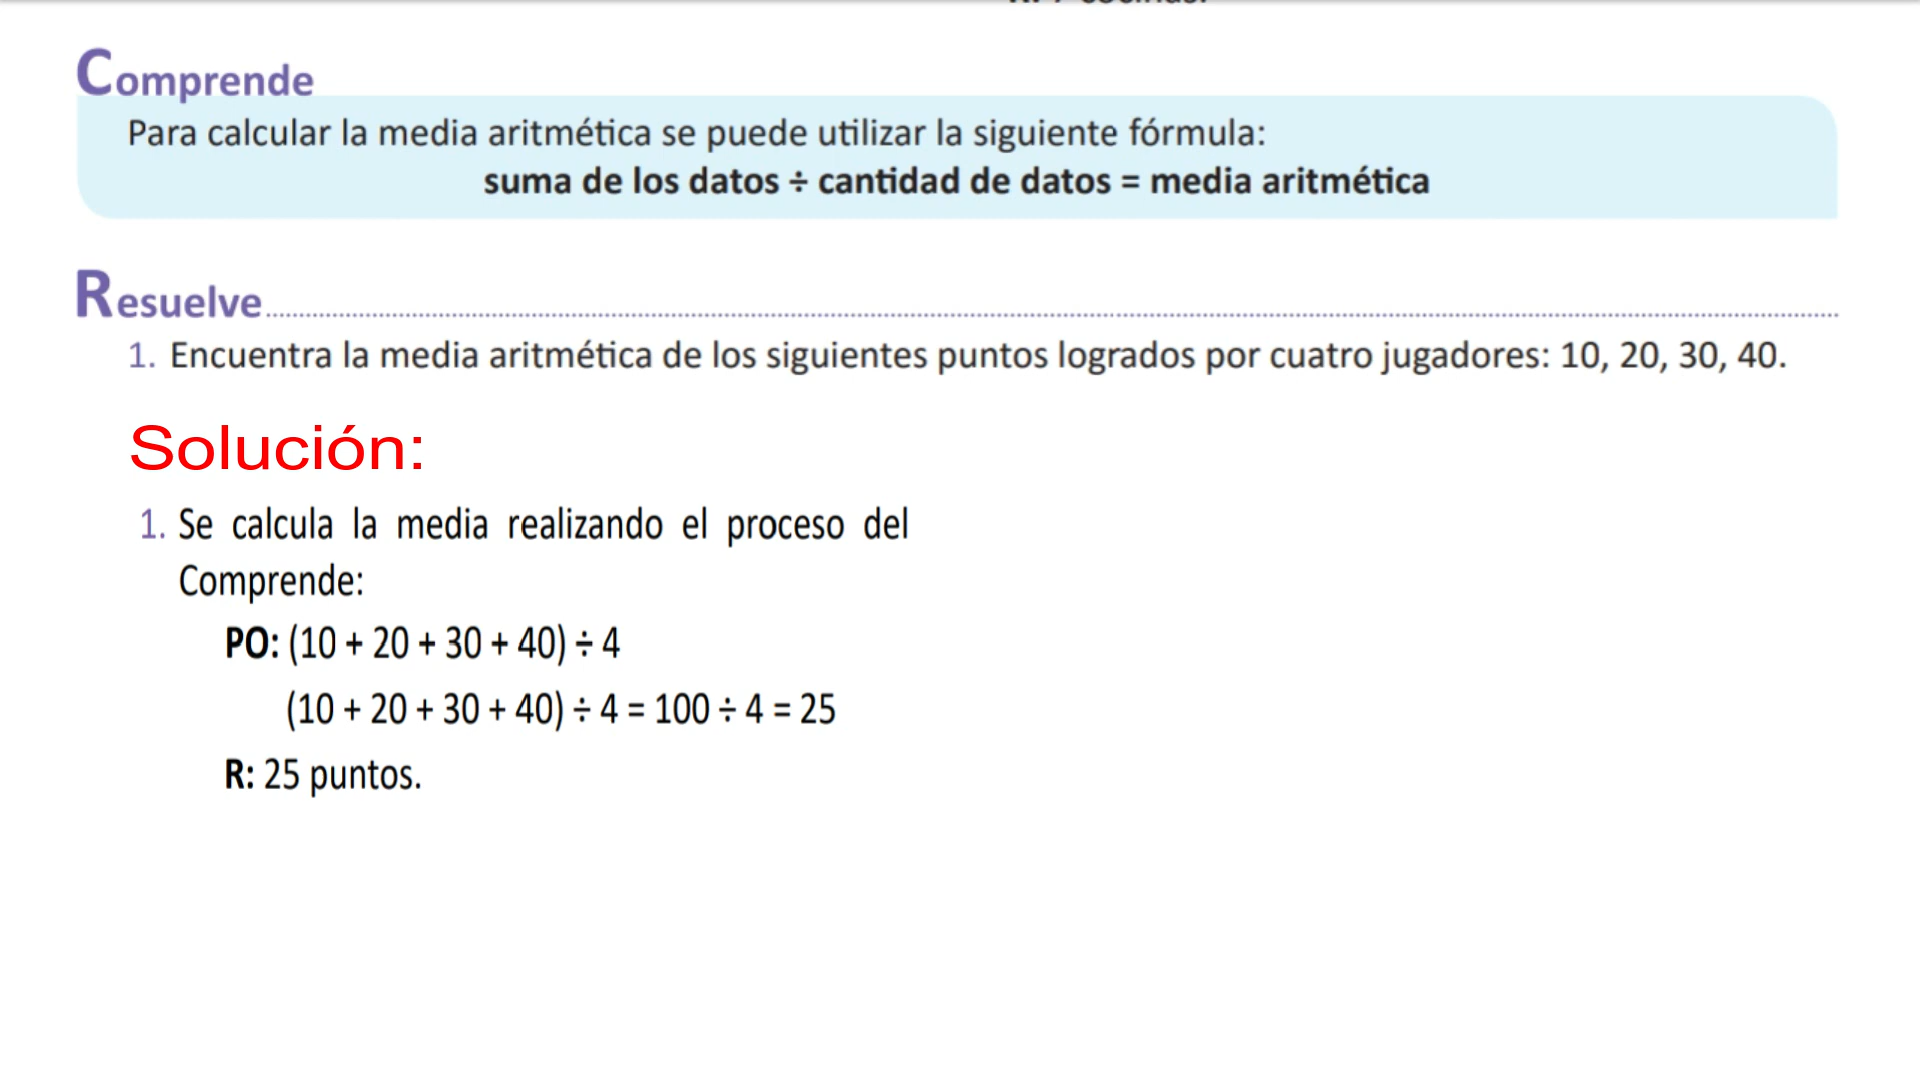 Comprende
Para calcular la media aritmética se puede utilizar la siguiente fórmula:
suma de los datos ÷ cantidad de datos = media aritmética
Resuelve
1. Encuentra la media aritmética de los siguientes puntos logrados por cuatro jugadores: 10, 20, 30, 40.
Solución:
1. Se calcula la media realizando el proceso del
Comprende:
PO: (10 + 20 + 30 + 40) ÷ 4
(10 + 20 + 30 + 40) ÷ 4 = 100 ÷ 4 = 25
R: 25 puntos.